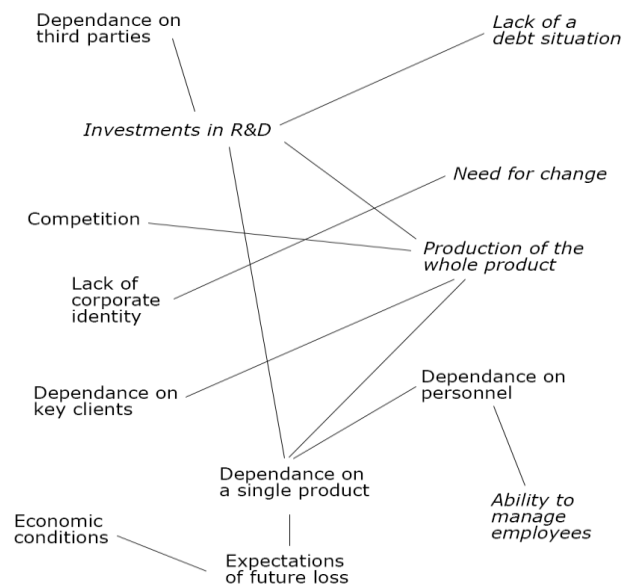 Dependance on
third parties
Lack of a
debt situation
Investments in R&D
Need for change
Competition
Production of the
whole product
Lack of
corporate
identity
Dependance on
personnel
Dependance on
key clients
Dependance on
a single product
Ability to
manage
employees
Economic
conditions
Expectations
of future loss